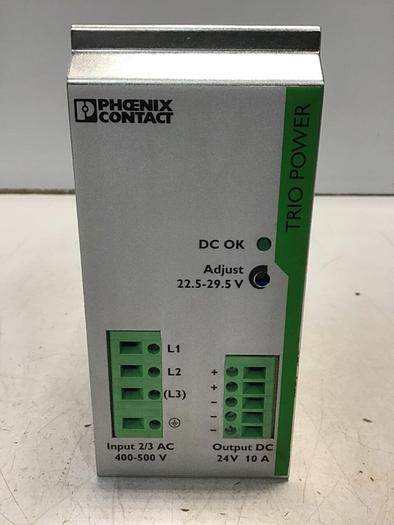 PHŒNIX
CONTACT
TRIO POWER
DC OK
Adjust
22.5-29.5 V
L1
L2
(L3)
+
+
−
−
−
Input 2/3 AC
400-500 V
Output DC
24V 10 A